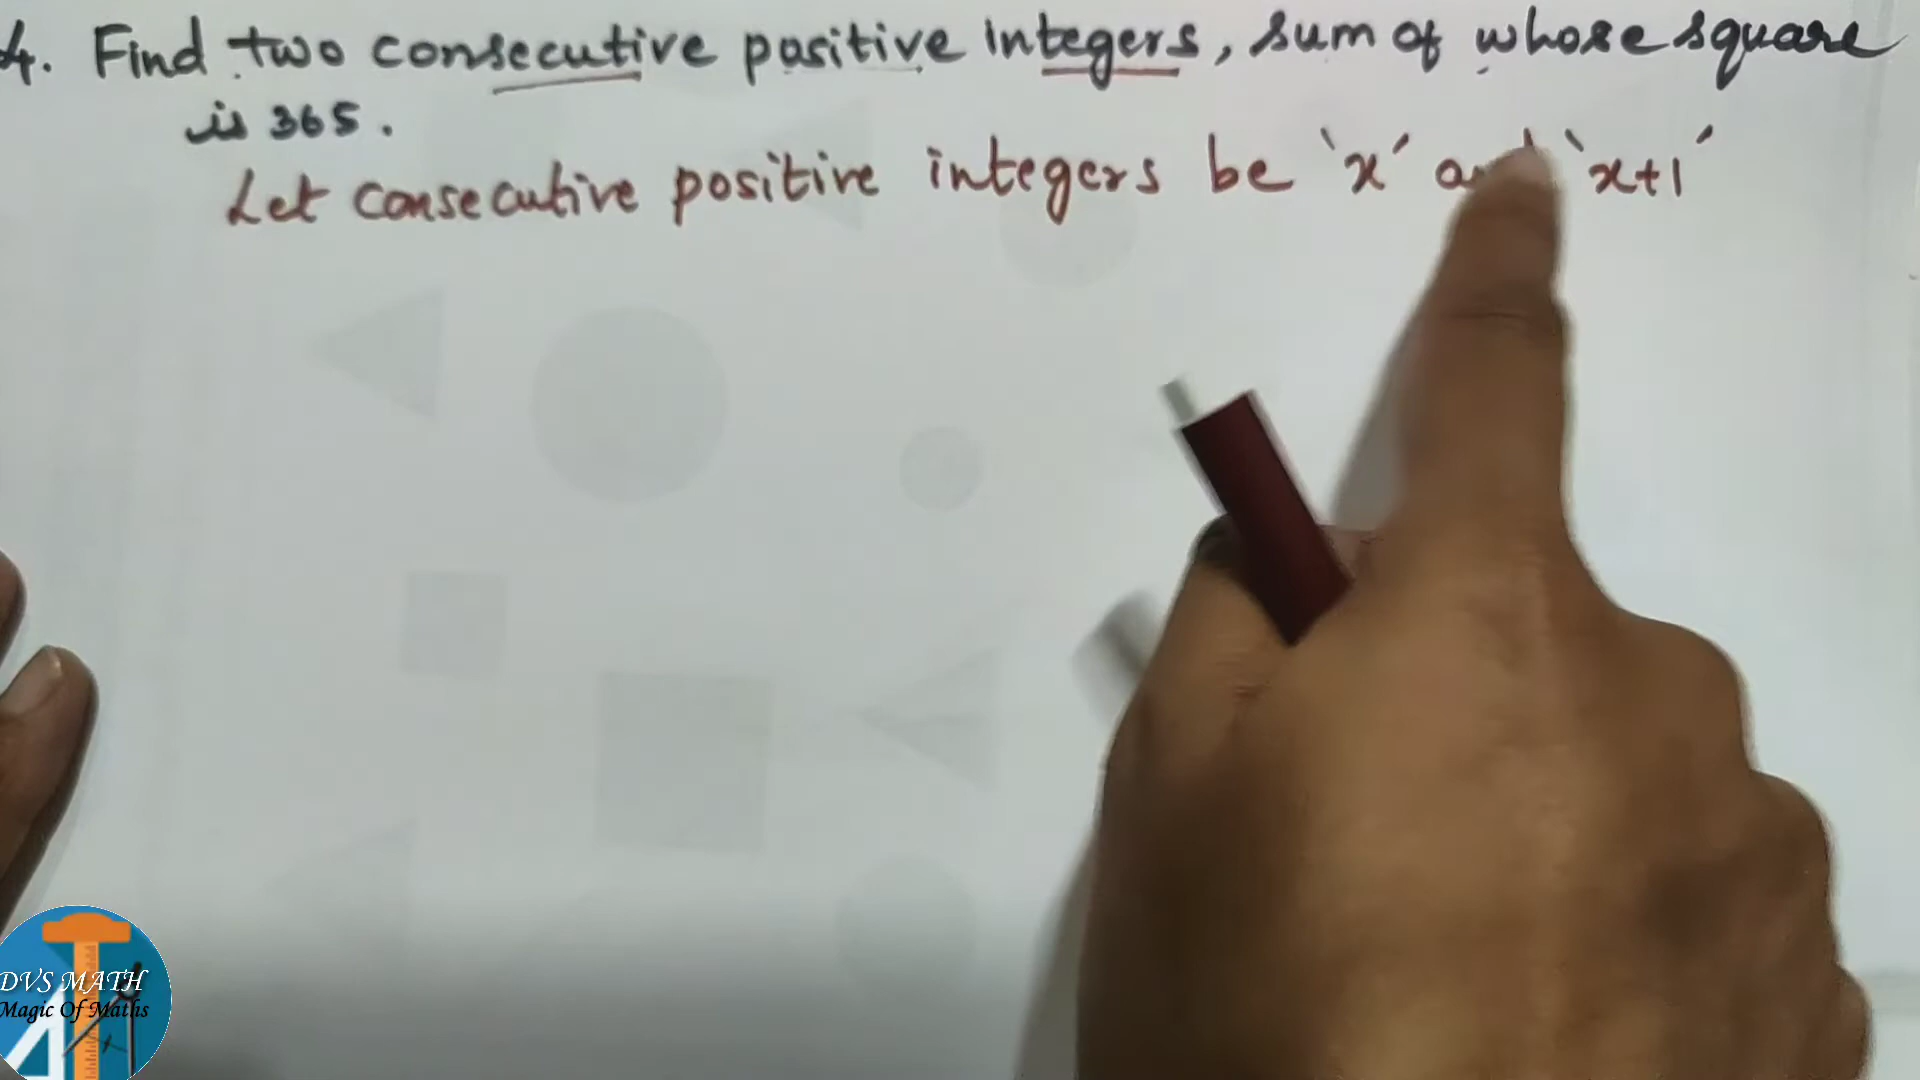 4. Find two consecutive positive integers, sum of whose square
is 365.
Let consecutive positive integers be 'x' and 'x+1'
DVS MATH
Magic Of Maths